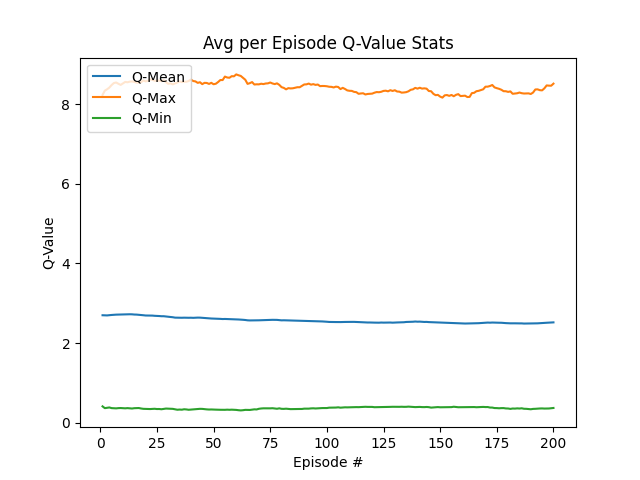 Avg per Episode Q-Value Stats
Q-Mean
Q-Max
Q-Min
8
6
4
2
0
Q-Value
0 25 50 75 100 125 150 175 200
Episode #